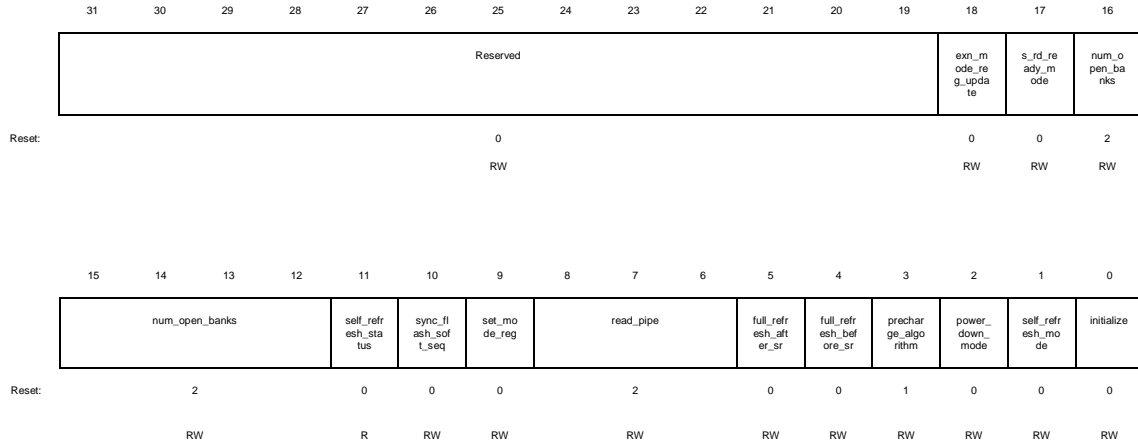 31 30 29 28 27 26 25 24 23 22 21 20 19 18 17 16
Reserved exn_m s_rd_re num_o
ode_re ady_m pen_ba
g_upda ode nks
te
Reset: 0 0 0 2
RW RW RW RW
15 14 13 12 11 10 9 8 7 6 5 4 3 2 1 0
num_open_banks self_refr sync_fl set_mo read_pipe full_refr full_refr prechar power_ self_refr initialize
esh_sta ash_sof de_reg esh_aft esh_bef ge_algo down_ esh_mo
tus t_seq er_sr ore_sr rithm mode de
Reset: 2 0 0 0 2 0 0 1 0 0 0
RW R RW RW RW RW RW RW RW RW RW